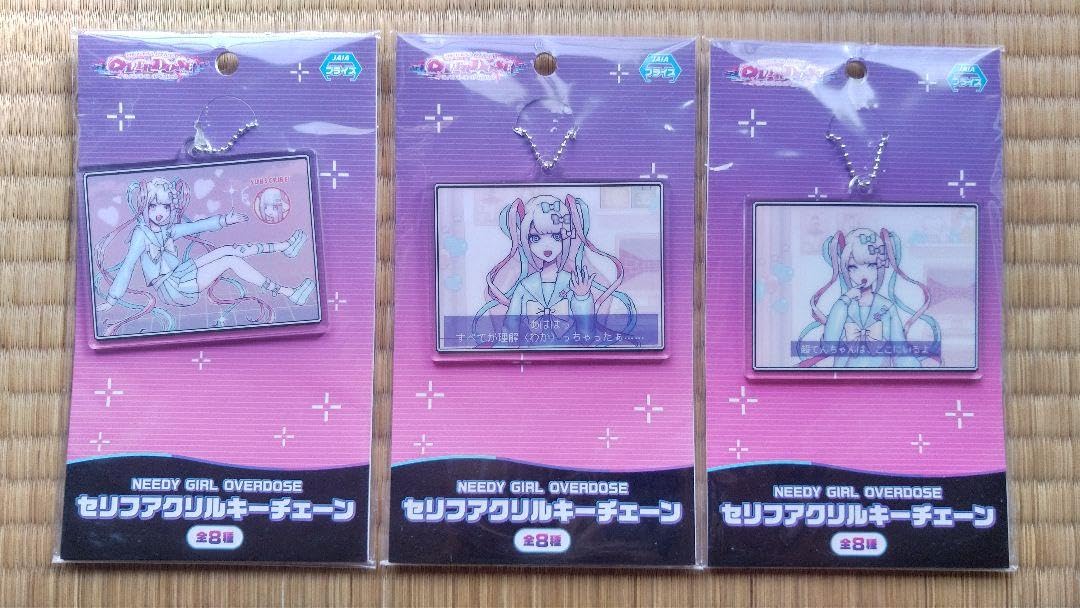 JAIA
プライズ
NEEDY GIRL OVERDOSE
セリフアクリルキーチェーン
全8種
JAIA
プライズ
あははっ
すべてが理解〈わか〉っちゃったぁ……
NEEDY GIRL OVERDOSE
セリフアクリルキーチェーン
全8種
JAIA
プライズ
超てんちゃんは、ここにいるよ
NEEDY GIRL OVERDOSE
セリフアクリルキーチェーン
全8種